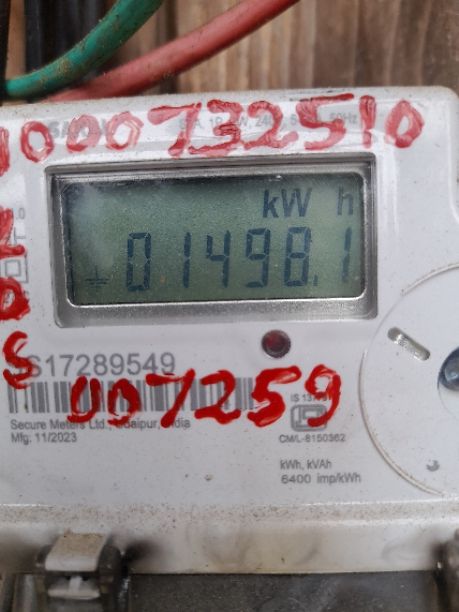 1000732510
kW h
01498.1
S17289549
007259
Secure Meters Ltd., Udaipur, India
Mfg: 11/2023
CM/L-8150362
kWh, kVAh
6400 imp/kWh